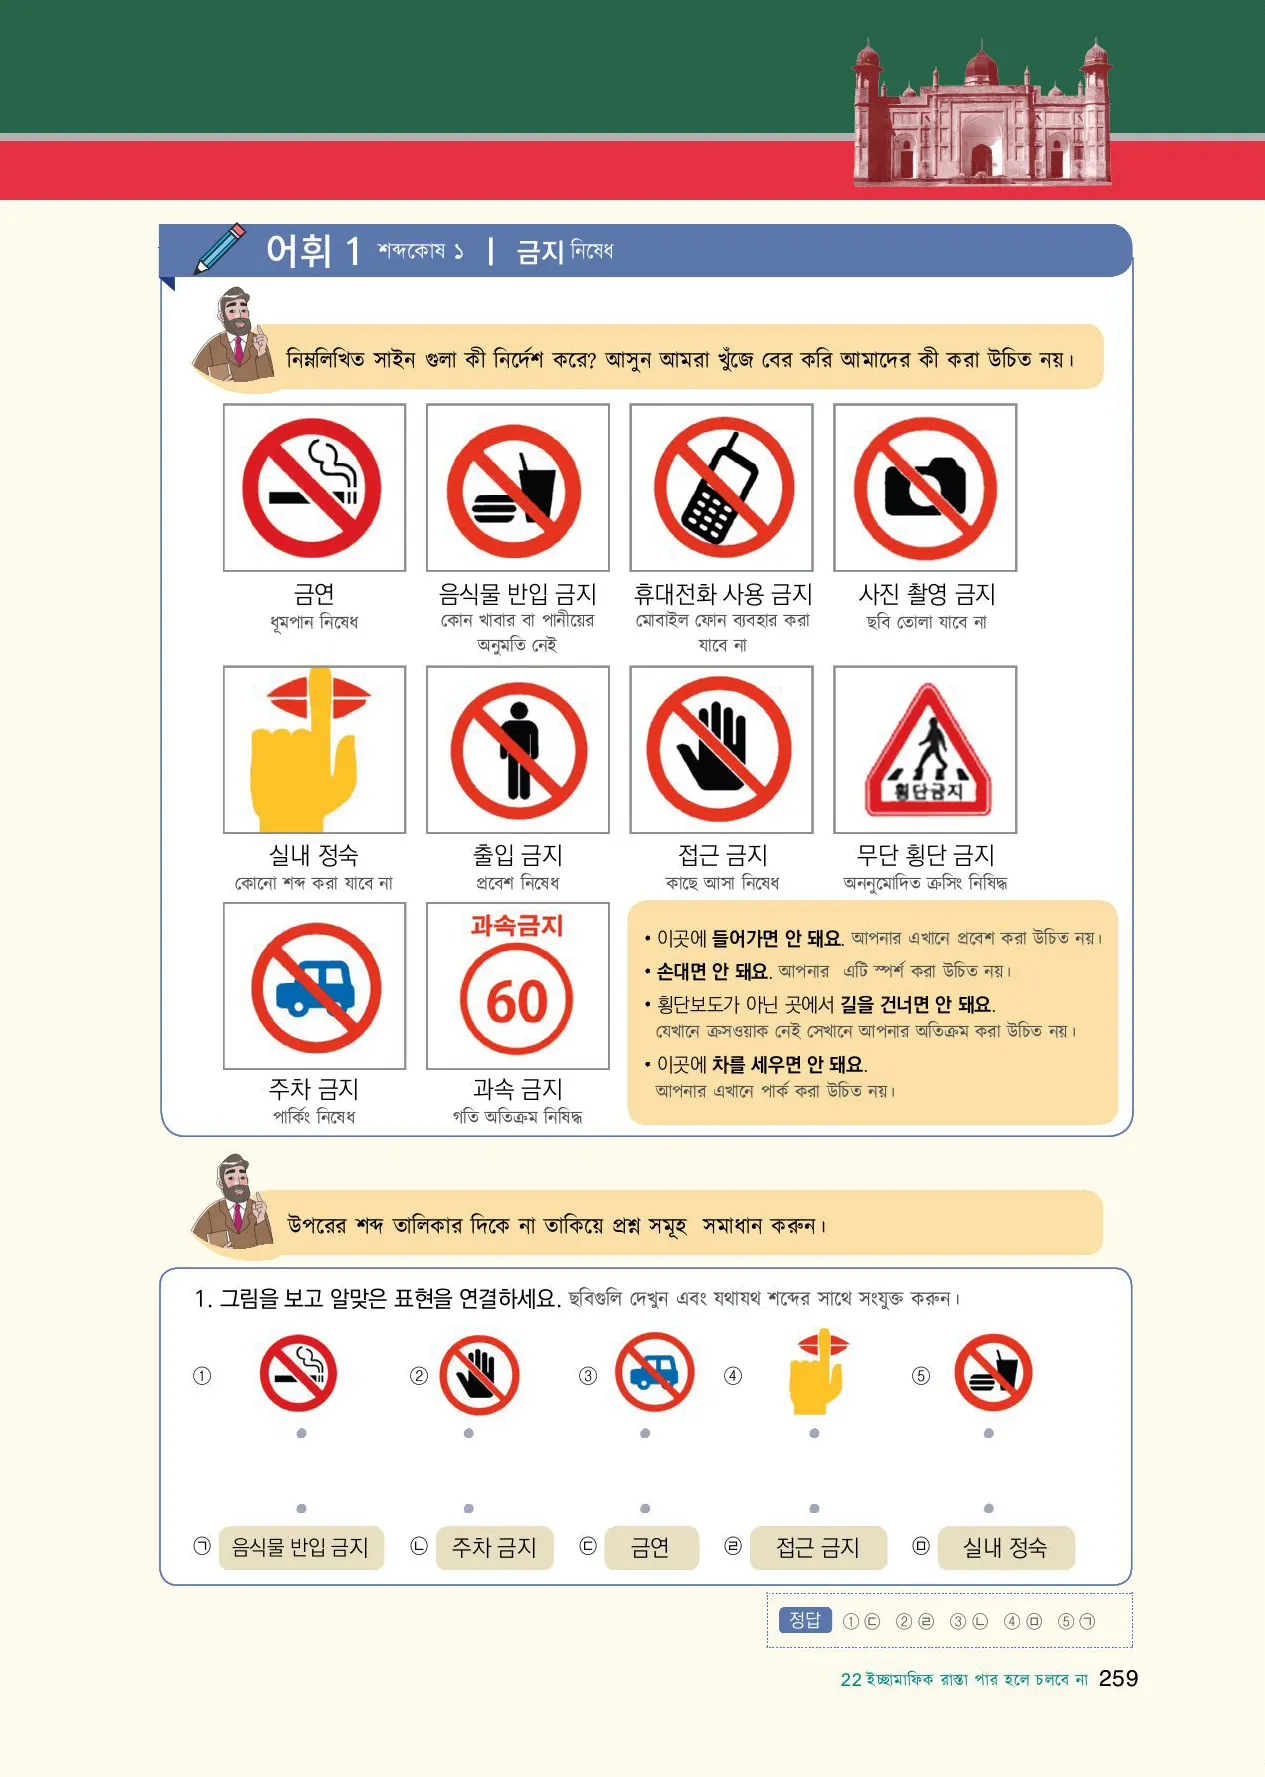 어휘 1 শব্দকোষ ১ | 금지 নিষেধ
নিম্নলিখিত সাইন গুলা কী নির্দেশ করে? আসুন আমরা খুঁজে বের করি আমাদের কী করা উচিত নয়।
금연
음식물 반입 금지
휴대전화 사용 금지
사진 촬영 금지
ধূমপান নিষেধ
কোন খাবার বা পানীয়ের
অনুমতি নেই
মোবাইল ফোন ব্যবহার করা
যাবে না
ছবি তোলা যাবে না
횡단금지
실내 정숙
출입 금지
접근 금지
무단 횡단 금지
কোনো শব্দ করা যাবে না
প্রবেশ নিষেধ
কাছে আসা নিষেধ
অননুমোদিত ক্রসিং নিষিদ্ধ
과속금지
60
주차 금지
과속 금지
পার্কিং নিষেধ
গতি অতিক্রম নিষিদ্ধ
• 이곳에 들어가면 안 돼요. আপনার এখানে প্রবেশ করা উচিত নয়।
• 손대면 안 돼요. আপনার এটি স্পর্শ করা উচিত নয়।
• 횡단보도가 아닌 곳에서 길을 건너면 안 돼요.
যেখানে ক্রসওয়াক নেই সেখানে আপনার অতিক্রম করা উচিত নয়।
• 이곳에 차를 세우면 안 돼요.
আপনার এখানে পার্ক করা উচিত নয়।
উপরের শব্দ তালিকার দিকে না তাকিয়ে প্রশ্ন সমূহ সমাধান করুন।
1. 그림을 보고 알맞은 표현을 연결하세요. ছবিগুলি দেখুন এবং যথাযথ শব্দের সাথে সংযুক্ত করুন।
① ② ③ ④ ⑤
㉠ 음식물 반입 금지 ㉡ 주차 금지 ㉢ 금연 ㉣ 접근 금지 ㉤ 실내 정숙
정답 ①㉢ ②㉣ ③㉡ ④㉤ ⑤㉠
22 ইচ্ছামাফিক রাস্তা পার হলে চলবে না 259